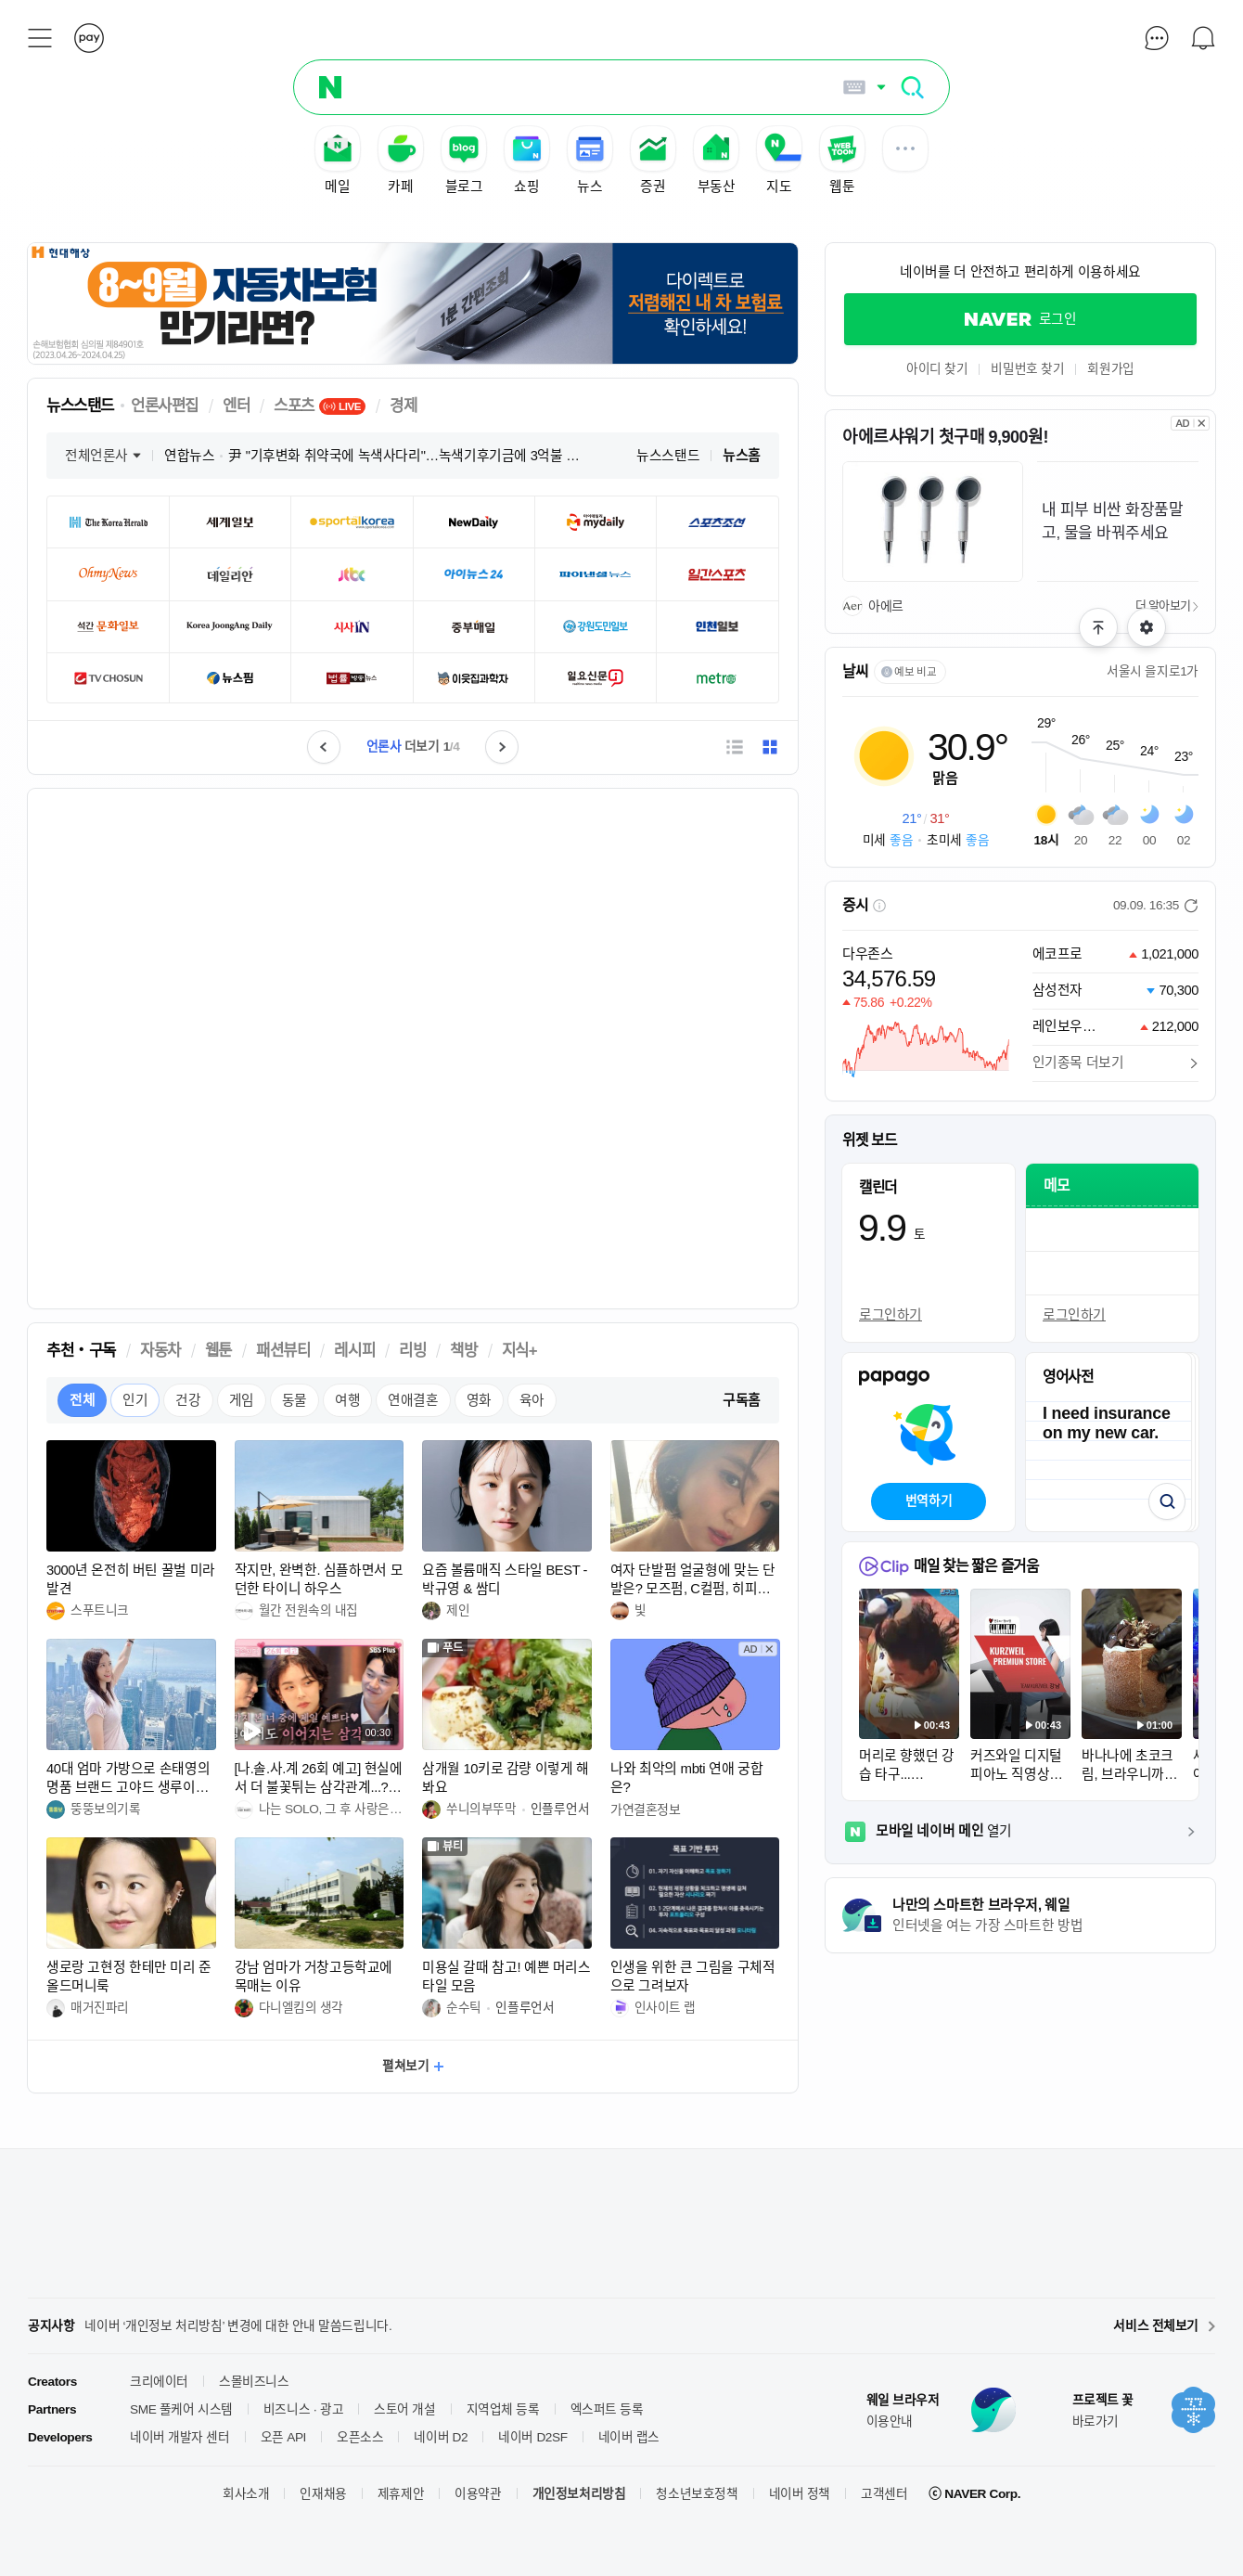 pay
N
메일
카페
blog
블로그
쇼핑
뉴스
증권
부동산
지도
WEB TOON
웹툰
현대해상
8~9월 자동차보험
만기라면?
1분 간편조회
다이렉트로
저렴해진 내 차 보험료
확인하세요!
손해보험협회 심의필 제84901호
(2023.04.26~2024.04.25)
네이버를 더 안전하고 편리하게 이용하세요
NAVER 로그인
아이디 찾기
비밀번호 찾기
회원가입
뉴스스탠드 · 언론사편집 / 엔터 / 스포츠 LIVE / 경제
전체언론사
연합뉴스 · 尹 "기후변화 취약국에 녹색사다리"…녹색기후기금에 3억불 …
뉴스스탠드
뉴스홈
The Korea Herald
세계일보
sportalkorea
NewDaily
mydaily
스포츠조선
OhmyNews
데일리안
jtbc
아이뉴스24
파이낸셜뉴스
일간스포츠
석간 문화일보
Korea JoongAng Daily
시사IN
중부매일
강원도민일보
인천일보
TV CHOSUN
뉴스핌
법률방송뉴스
이웃집과학자
일요신문
metro
언론사 더보기 1/4
AD
아에르샤워기 첫구매 9,900원!
내 피부 비싼 화장품말
고, 물을 바꿔주세요
Aer 아에르
더 알아보기
날씨
예보 비교
서울시 을지로1가
30.9°
맑음
21° / 31°
미세 좋음 · 초미세 좋음
29°
26°
25°
24°
23°
18시
20
22
00
02
증시
09.09. 16:35
다우존스
34,576.59
75.86 +0.22%
에코프로
1,021,000
삼성전자
70,300
레인보우…
212,000
인기종목 더보기
위젯 보드
캘린더
9.9 토
로그인하기
메모
로그인하기
papago
번역하기
영어사전
I need insurance
on my new car.
Clip 매일 찾는 짧은 즐거움
KURZWEIL
PREMIUN STORE
00:43
00:43
01:00
머리로 향했던 강
습 타구...…
커즈와일 디지털
피아노 직영상…
바나나에 초코크
림, 브라우니까…
N 모바일 네이버 메인 열기
나만의 스마트한 브라우저, 웨일
인터넷을 여는 가장 스마트한 방법
추천 · 구독 / 자동차 / 웹툰 / 패션뷰티 / 레시피 / 리빙 / 책방 / 지식+
전체
인기
건강
게임
동물
여행
연애결혼
영화
육아
구독홈
3000년 온전히 버틴 꿀벌 미라
발견
스푸트니크
작지만, 완벽한. 심플하면서 모
던한 타이니 하우스
월간 전원속의 내집
요즘 볼륨매직 스타일 BEST -
박규영 & 쌈디
제인
여자 단발펌 얼굴형에 맞는 단
발은? 모즈펌, C컬펌, 히피…
빛
SBS Plus
00:30
푸드
AD
40대 엄마 가방으로 손태영의
명품 브랜드 고야드 생루이…
뚱뚱보의기록
[나.솔.사.계 26회 예고] 현실에
서 더 불꽃튀는 삼각관계...?…
나는 SOLO, 그 후 사랑은…
삼개월 10키로 감량 이렇게 해
봐요
쑤니의부뚜막 · 인플루언서
나와 최악의 mbti 연애 궁합
은?
가연결혼정보
뷰티
목표 기반 투자
생로랑 고현정 한테만 미리 준
올드머니룩
매거진파리
강남 엄마가 거창고등학교에
목매는 이유
다니엘킴의 생각
미용실 갈때 참고! 예쁜 머리스
타일 모음
순수틱 · 인플루언서
인생을 위한 큰 그림을 구체적
으로 그려보자
인사이트 랩
펼쳐보기
공지사항 네이버 '개인정보 처리방침' 변경에 대한 안내 말씀드립니다.
서비스 전체보기
Creators
크리에이터
스몰비즈니스
Partners
SME 풀케어 시스템
비즈니스 · 광고
스토어 개설
지역업체 등록
엑스퍼트 등록
Developers
네이버 개발자 센터
오픈 API
오픈소스
네이버 D2
네이버 D2SF
네이버 랩스
웨일 브라우저
이용안내
프로젝트 꽃
바로가기
회사소개
인재채용
제휴제안
이용약관
개인정보처리방침
청소년보호정책
네이버 정책
고객센터
ⓒ NAVER Corp.